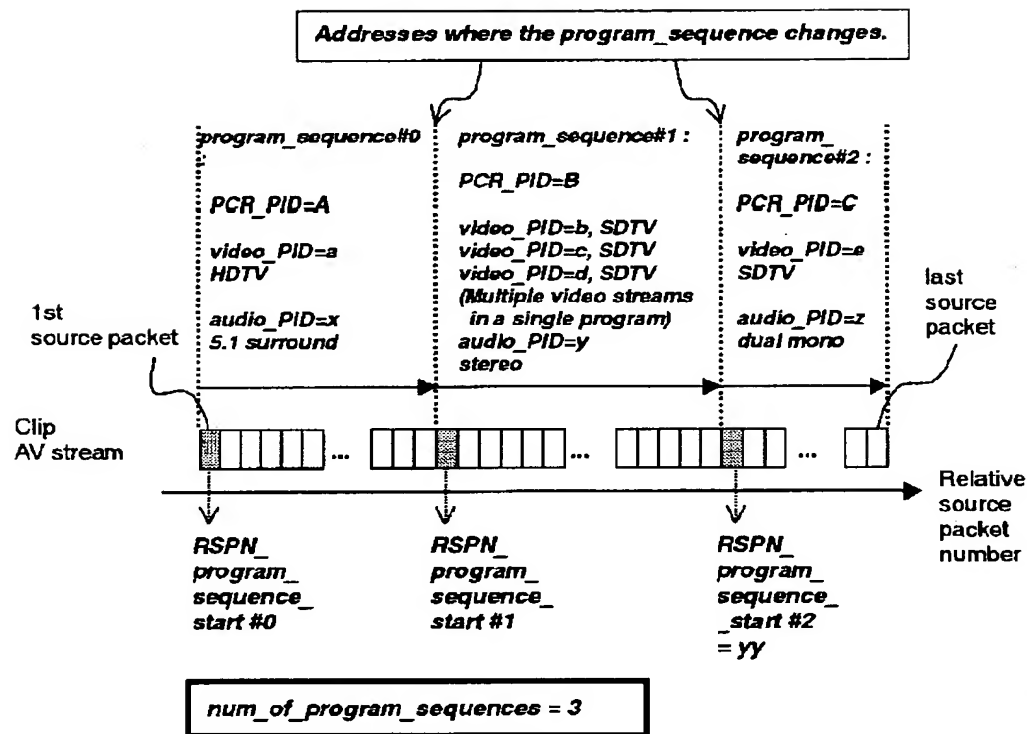 Addresses where the program_sequence changes.
program_sequence#0
:
PCR_PID=A
video_PID=a
HDTV
audio_PID=x
5.1 surround
program_sequence#1 :
PCR_PID=B
video_PID=b, SDTV
video_PID=c, SDTV
video_PID=d, SDTV
(Multiple video streams
in a single program)
audio_PID=y
stereo
program_
sequence#2 :
PCR_PID=C
video_PID=e
SDTV
audio_PID=z
dual mono
1st
source packet
last
source
packet
Clip
AV stream
...
...
...
Relative
source
packet
number
RSPN_
program_
sequence_
start #0
RSPN_
program_
sequence_
start #1
RSPN_
program_
sequence_
_start #2
= yy
num_of_program_sequences = 3